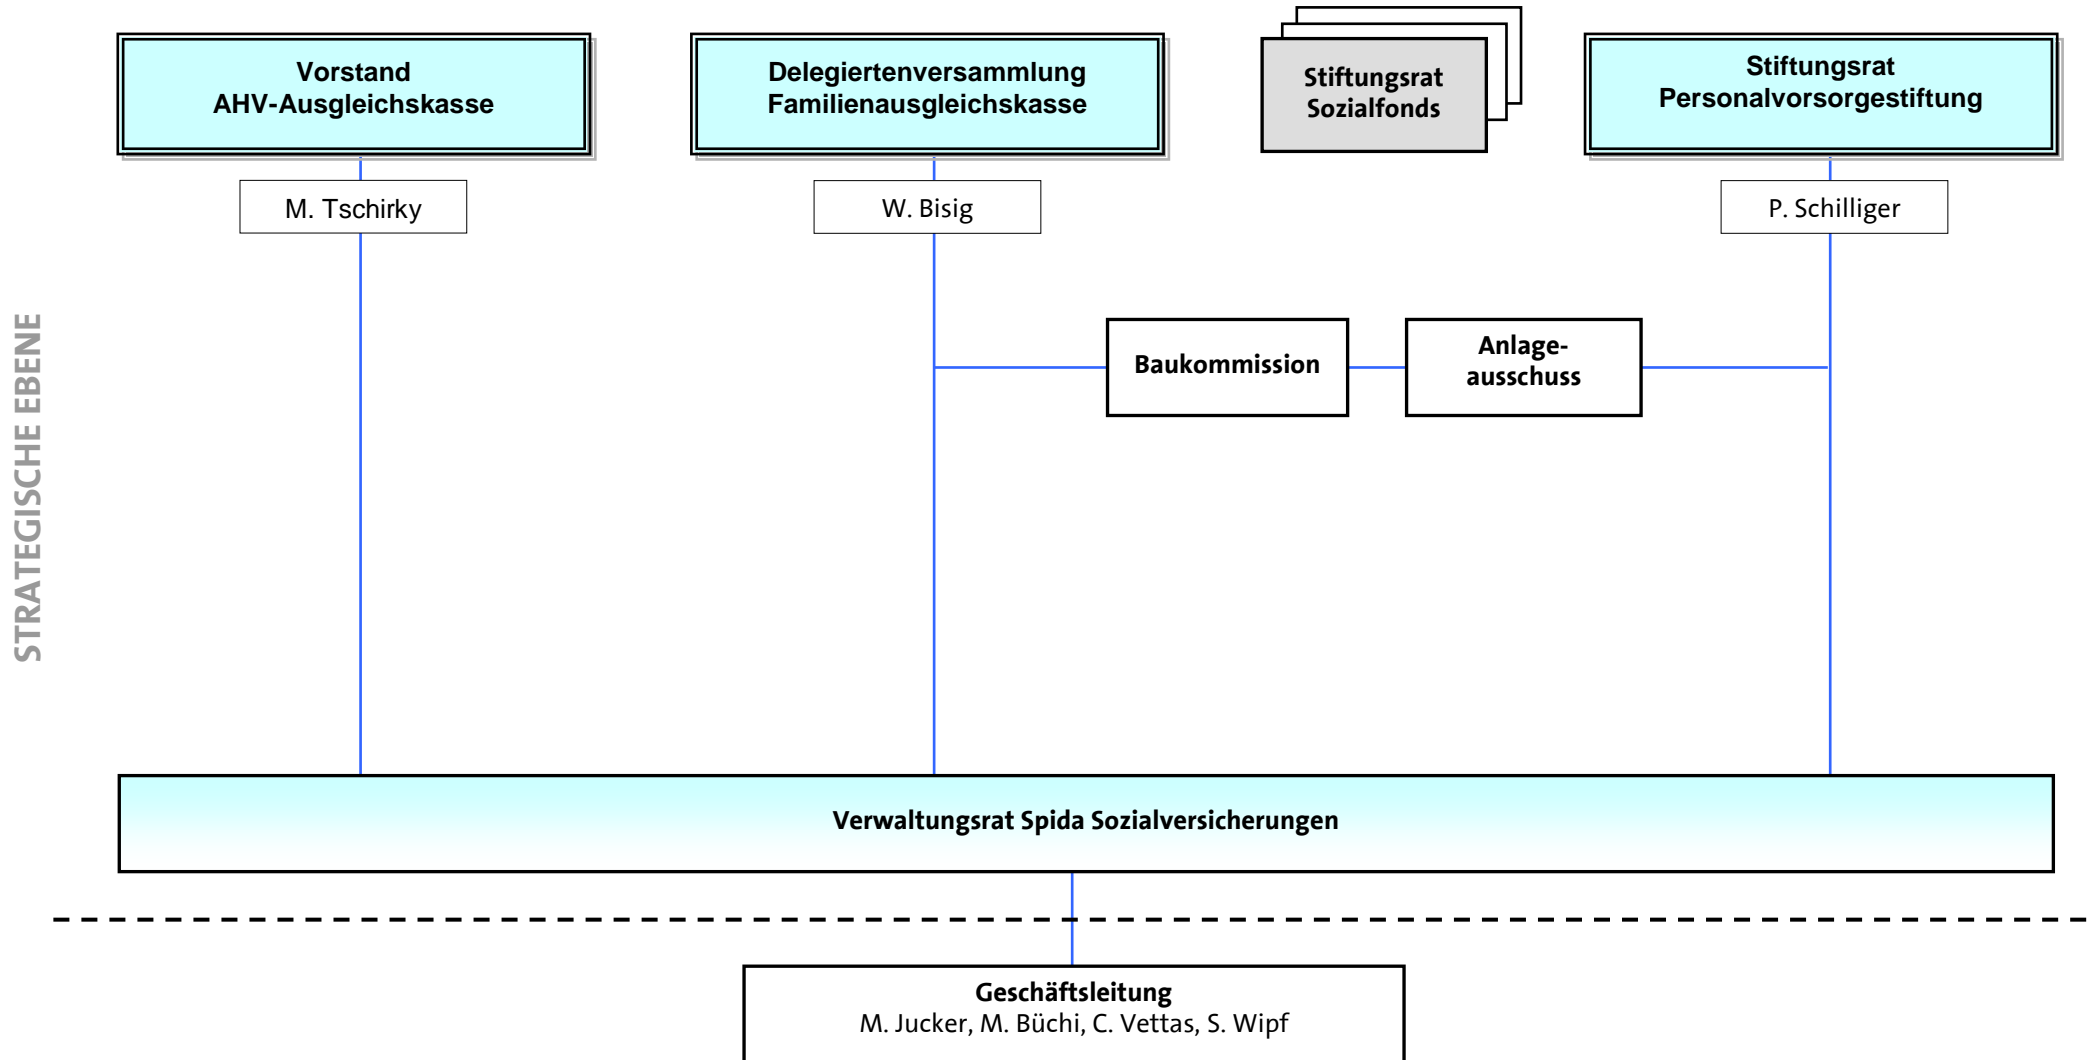 Vorstand
AHV-Ausgleichskasse
Delegiertenversammlung
Familienausgleichskasse
Stiftungsrat
Sozialfonds
Stiftungsrat
Personalvorsorgestiftung
M. Tschirky
W. Bisig
P. Schilliger
STRATEGISCHE EBENE
Baukommission
Anlage-
ausschuss
Verwaltungsrat Spida Sozialversicherungen
Geschäftsleitung
M. Jucker, M. Büchi, C. Vettas, S. Wipf